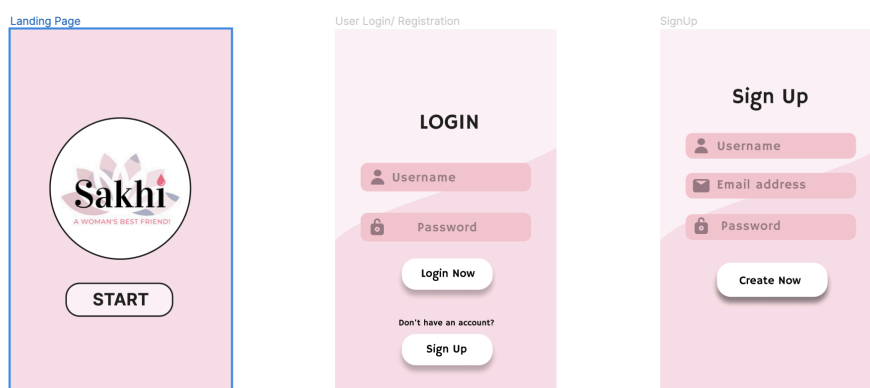 Landing Page
Sakhi
A WOMAN'S BEST FRIEND!
START
User Login/ Registration
LOGIN
Username
Password
Login Now
Don't have an account?
Sign Up
SignUp
Sign Up
Username
Email address
Password
Create Now